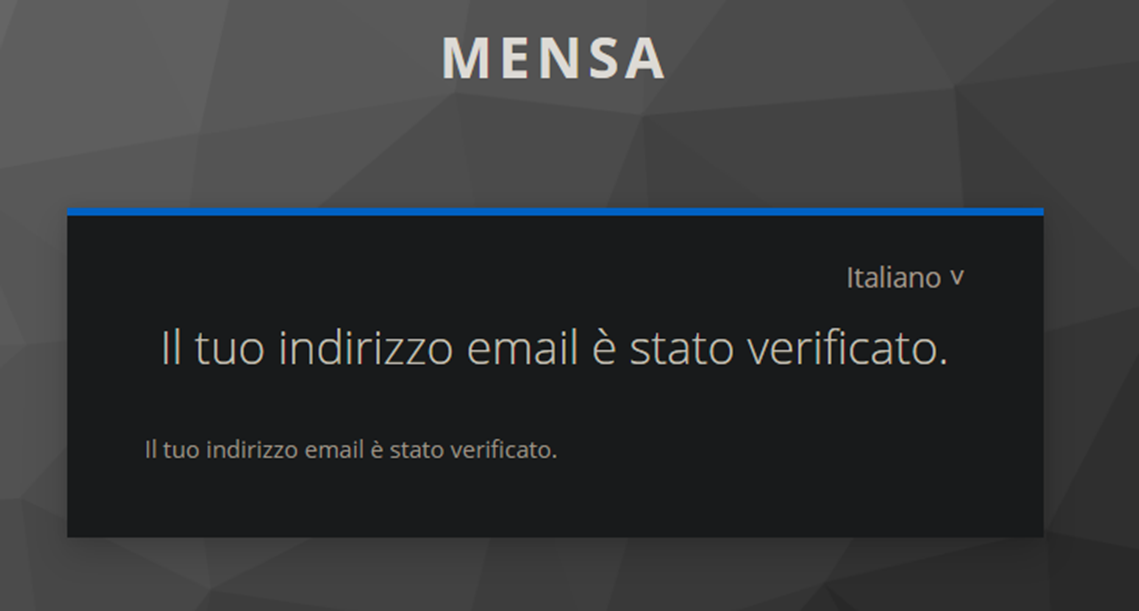 MENSA
Italiano v
Il tuo indirizzo email è stato verificato.
Il tuo indirizzo email è stato verificato.